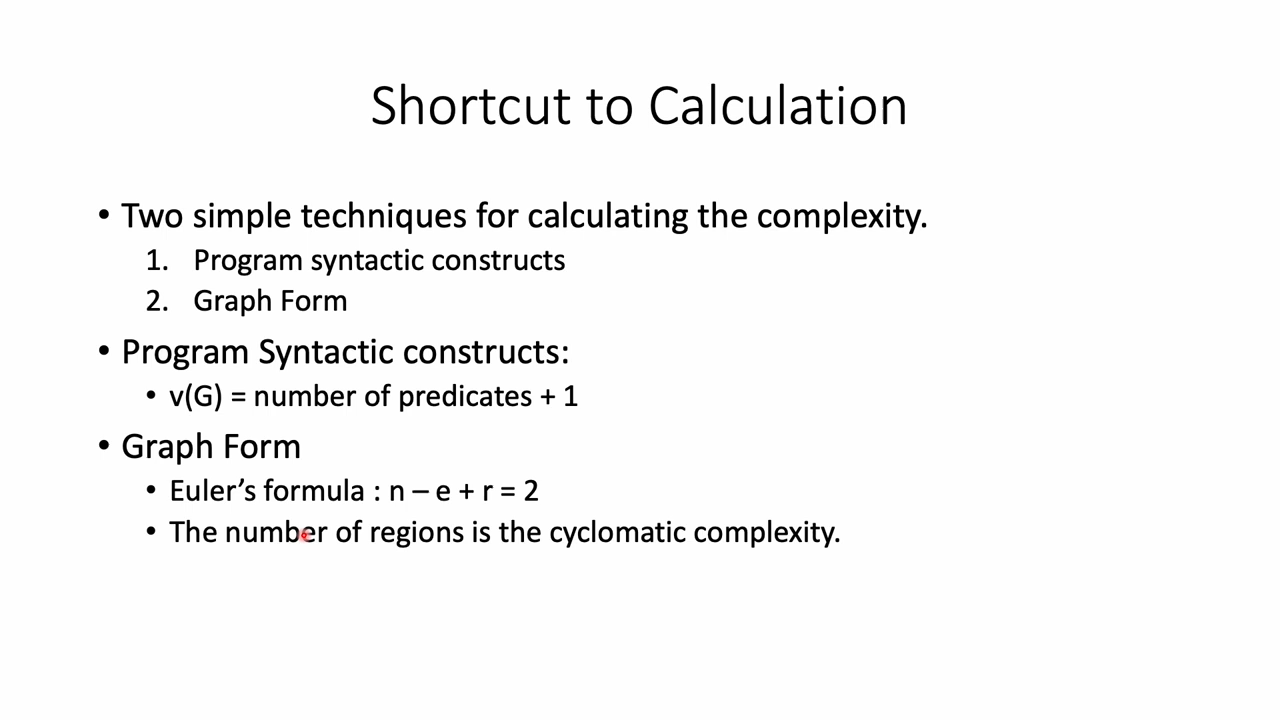 Shortcut to Calculation
• Two simple techniques for calculating the complexity.
1. Program syntactic constructs
2. Graph Form
• Program Syntactic constructs:
• v(G) = number of predicates + 1
• Graph Form
• Euler’s formula : n – e + r = 2
• The number of regions is the cyclomatic complexity.